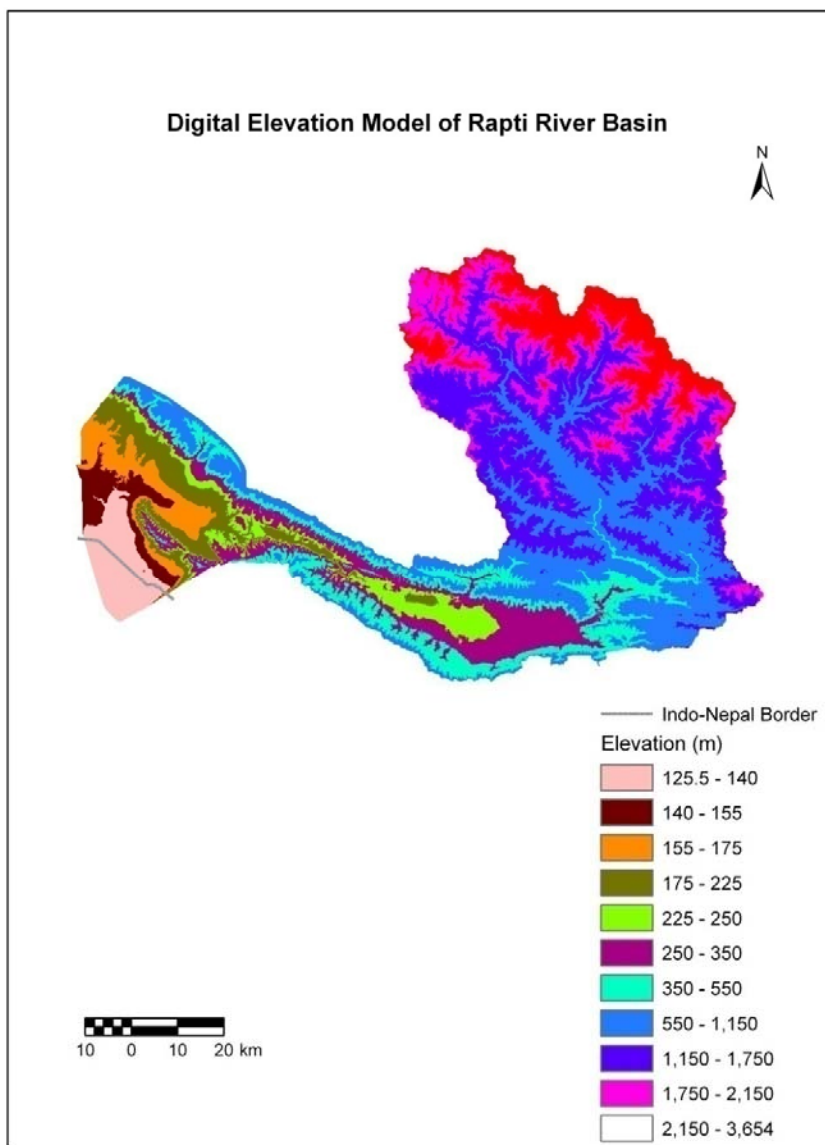 Digital Elevation Model of Rapti River Basin
N
Indo-Nepal Border
Elevation (m)
125.5 - 140
140 - 155
155 - 175
175 - 225
225 - 250
250 - 350
350 - 550
550 - 1,150
1,150 - 1,750
1,750 - 2,150
2,150 - 3,654
10 0 10 20 km